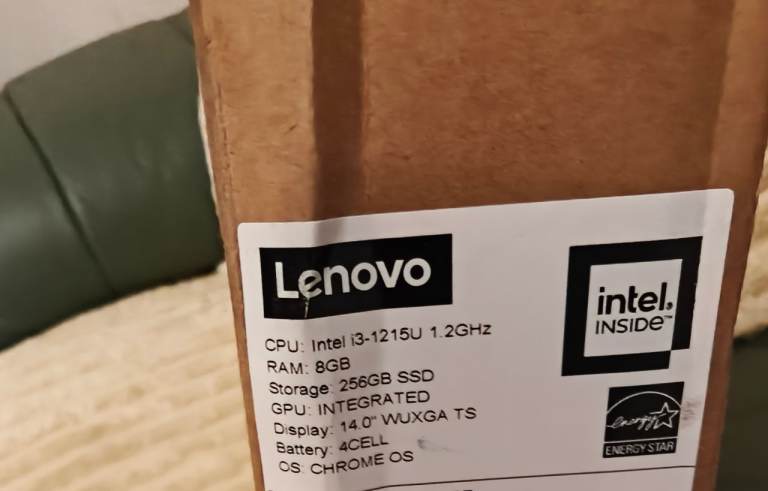 Lenovo
intel.
INSIDE™
CPU: Intel i3-1215U 1.2GHz
RAM: 8GB
Storage: 256GB SSD
GPU: INTEGRATED
Display: 14.0" WUXGA TS
Battery: 4CELL
OS: CHROME OS
energy
ENERGY STAR